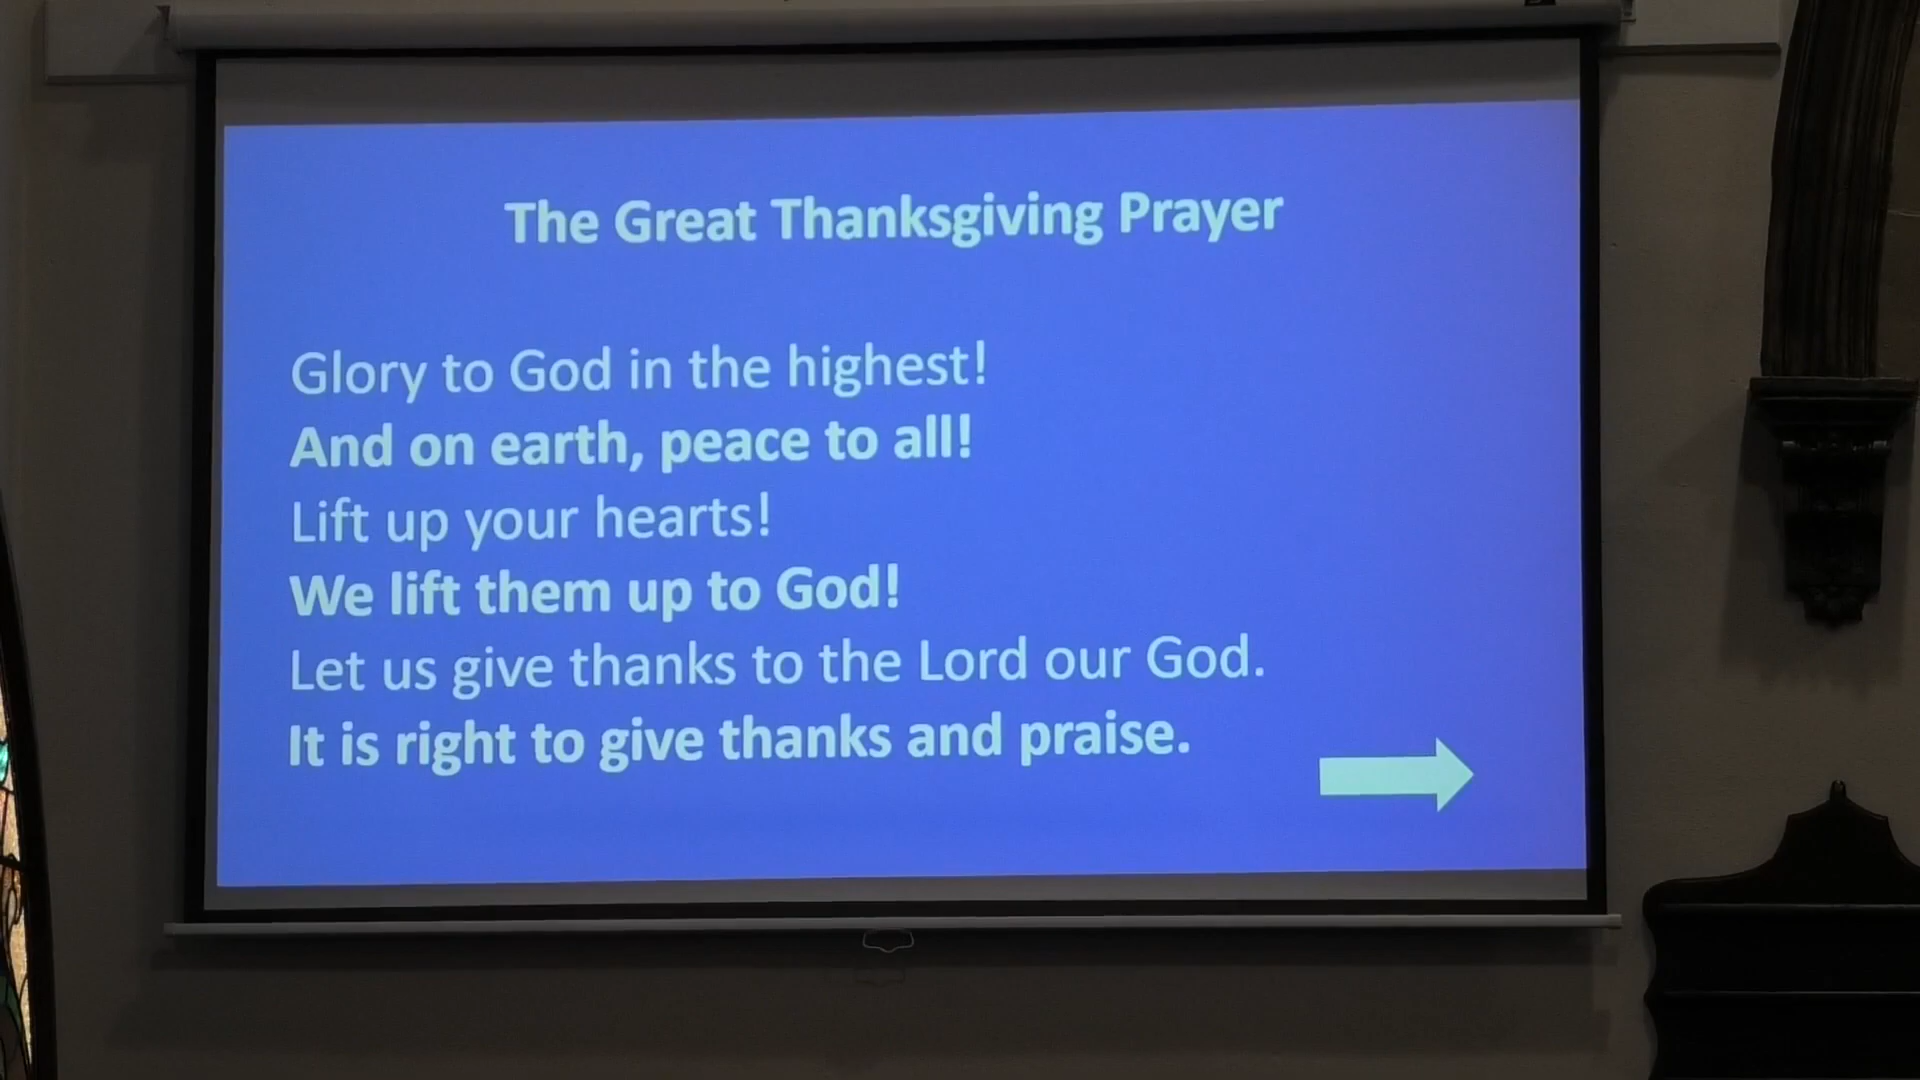 The Great Thanksgiving Prayer
Glory to God in the highest!
And on earth, peace to all!
Lift up your hearts!
We lift them up to God!
Let us give thanks to the Lord our God.
It is right to give thanks and praise.